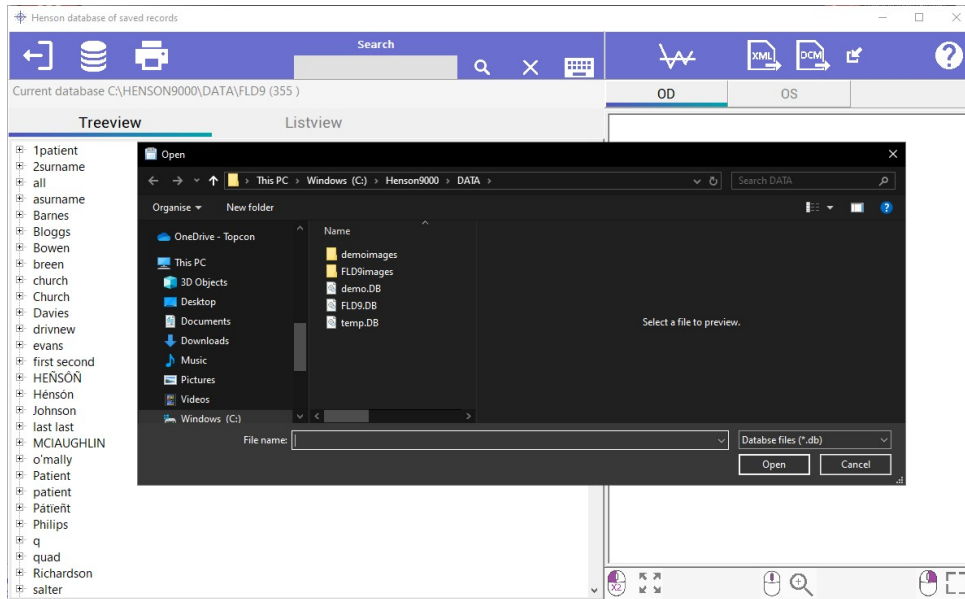 Henson database of saved records
Search
XML
DCM
?
Current database C:\HENSON9000\DATA\FLD9 (355 )
OD
OS
Treeview
Listview
1patient
2surname
all
asurname
Barnes
Bloggs
Bowen
breen
church
Church
Davies
drivnew
evans
first second
HEÑSÔÑ
Hénsón
Johnson
last last
MCIAUGHLIN
o'mally
Patient
patient
Pátïeñt
Philips
q
quad
Richardson
salter
Open
This PC > Windows (C:) > Henson9000 > DATA >
Search DATA
Organise
New folder
?
OneDrive - Topcon
This PC
3D Objects
Desktop
Documents
Downloads
Music
Pictures
Videos
Windows (C:)
Name
demoimages
FLD9images
demo.DB
FLD9.DB
temp.DB
Select a file to preview.
File name:
Databse files (*.db)
Open
Cancel
X2